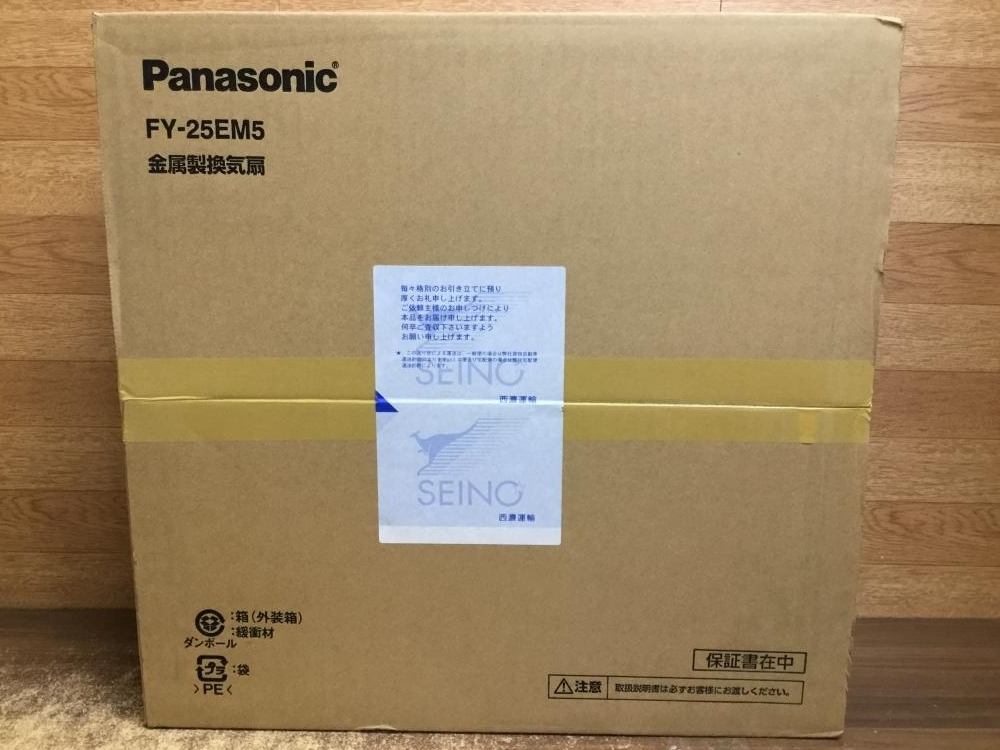 Panasonic®
FY-25EM5
金属製換気扇
毎々格別のお引き立てに預り
厚くお礼申し上げます。
ご依頼主様のお申しつけにより
本品をお届け申し上げます。
何卒ご査収下さいますよう
お願い申し上げます。
SEINO
西濃運輸
SEINO
西濃運輸
:箱(外装箱)
:緩衝材
ダンボール
プラ :袋
>PE<
保証書在中
注意 取扱説明書は必ずお客様にお渡しください。